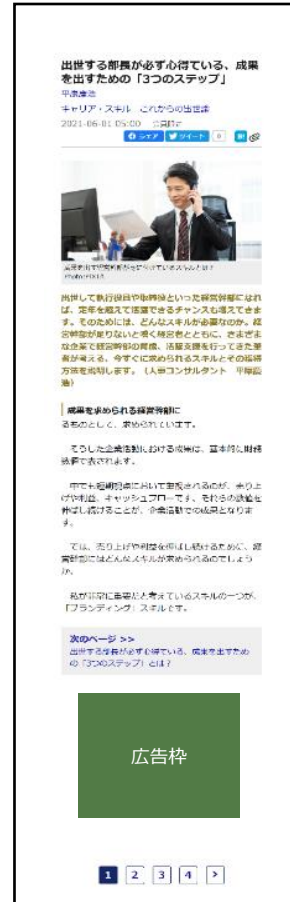 出世する部長が必ず心得ている、成果
を出すための「3つのステップ」
平康慶浩
キャリア・スキル これからの出世論
2021-06-01 05:00 会員限定
シェア ツイート 0 B!
出世して執行役員や取締役といった経営幹部になれ
ば、定年を超えて活躍できるチャンスも増えてきま
す。そのためには、どんなスキルが必要なのか。経
営幹部が足りないと嘆く経営者とともに、さまざま
な企業で経営幹部の育成、活躍支援を行ってきた筆
者が考える、今すぐに求められるスキルとその習得
方法を説明します。（人事コンサルタント 平康慶
浩）
成果を求められる経営幹部に
るものとして、求められています。
そうした企業活動における成果は、基本的に財務
数値で表されます。
中でも短期視点において重視されるのが、売り上
げや利益、キャッシュフローです。それらの数値を
伸ばし続けることが、企業活動での成果となりま
す。
では、売り上げや利益を伸ばし続けるために、経
営幹部にはどんなスキルが求められるのでしょう
か。
私が非常に重要だと考えているスキルの一つが、
「ブランディング」スキルです。
次のページ >>
出世する部長が必ず心得ている、成果を出すため
の「3つのステップ」とは？
広告枠
1 2 3 4 >